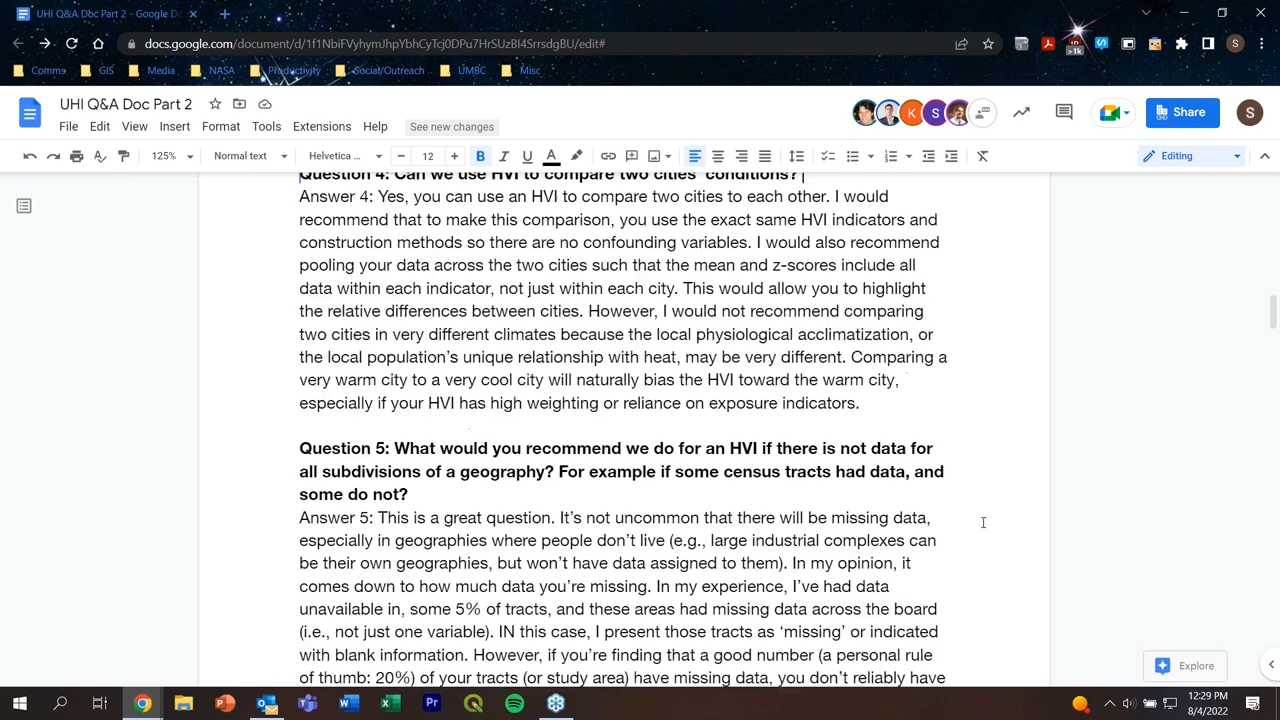 UHI Q&A Doc Part 2 - Google Do
docs.google.com/document/d/1f1NbiFVyhymJhpYbhCyTcj0DPu7HrSUzBI4SrrsdgBU/edit#
S
>1k
Comms GIS Media NASA Productivity Social/Outreach UMBC Misc
UHI Q&A Doc Part 2
K S
Share
S
File Edit View Insert Format Tools Extensions Help See new changes
125% Normal text Helvetica ... 12 B I U A Editing
Question 4: Can we use HVI to compare two cities' conditions?
Answer 4: Yes, you can use an HVI to compare two cities to each other. I would
recommend that to make this comparison, you use the exact same HVI indicators and
construction methods so there are no confounding variables. I would also recommend
pooling your data across the two cities such that the mean and z-scores include all
data within each indicator, not just within each city. This would allow you to highlight
the relative differences between cities. However, I would not recommend comparing
two cities in very different climates because the local physiological acclimatization, or
the local population's unique relationship with heat, may be very different. Comparing a
very warm city to a very cool city will naturally bias the HVI toward the warm city,
especially if your HVI has high weighting or reliance on exposure indicators.
Question 5: What would you recommend we do for an HVI if there is not data for
all subdivisions of a geography? For example if some census tracts had data, and
some do not?
Answer 5: This is a great question. It's not uncommon that there will be missing data,
especially in geographies where people don't live (e.g., large industrial complexes can
be their own geographies, but won't have data assigned to them). In my opinion, it
comes down to how much data you're missing. In my experience, I've had data
unavailable in, some 5% of tracts, and these areas had missing data across the board
(i.e., not just one variable). IN this case, I present those tracts as 'missing' or indicated
with blank information. However, if you're finding that a good number (a personal rule
of thumb: 20%) of your tracts (or study area) have missing data, you don't reliably have
Explore
12:29 PM
8/4/2022